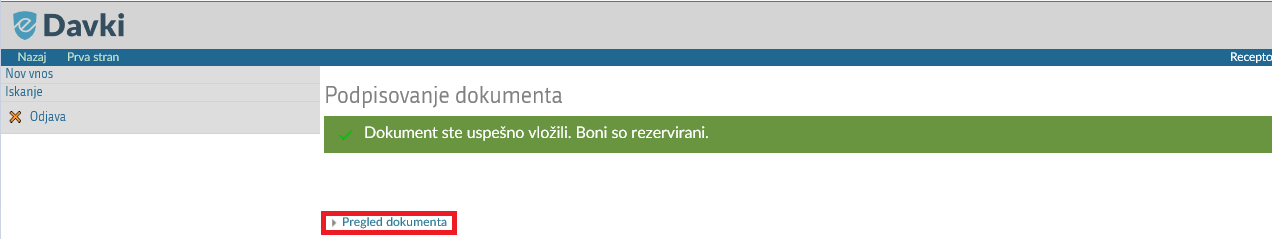 Davki
Nazaj Prva stran Recepto
Nov vnos
Iskanje
Odjava
Podpisovanje dokumenta
Dokument ste uspešno vložili. Boni so rezervirani.
Pregled dokumenta